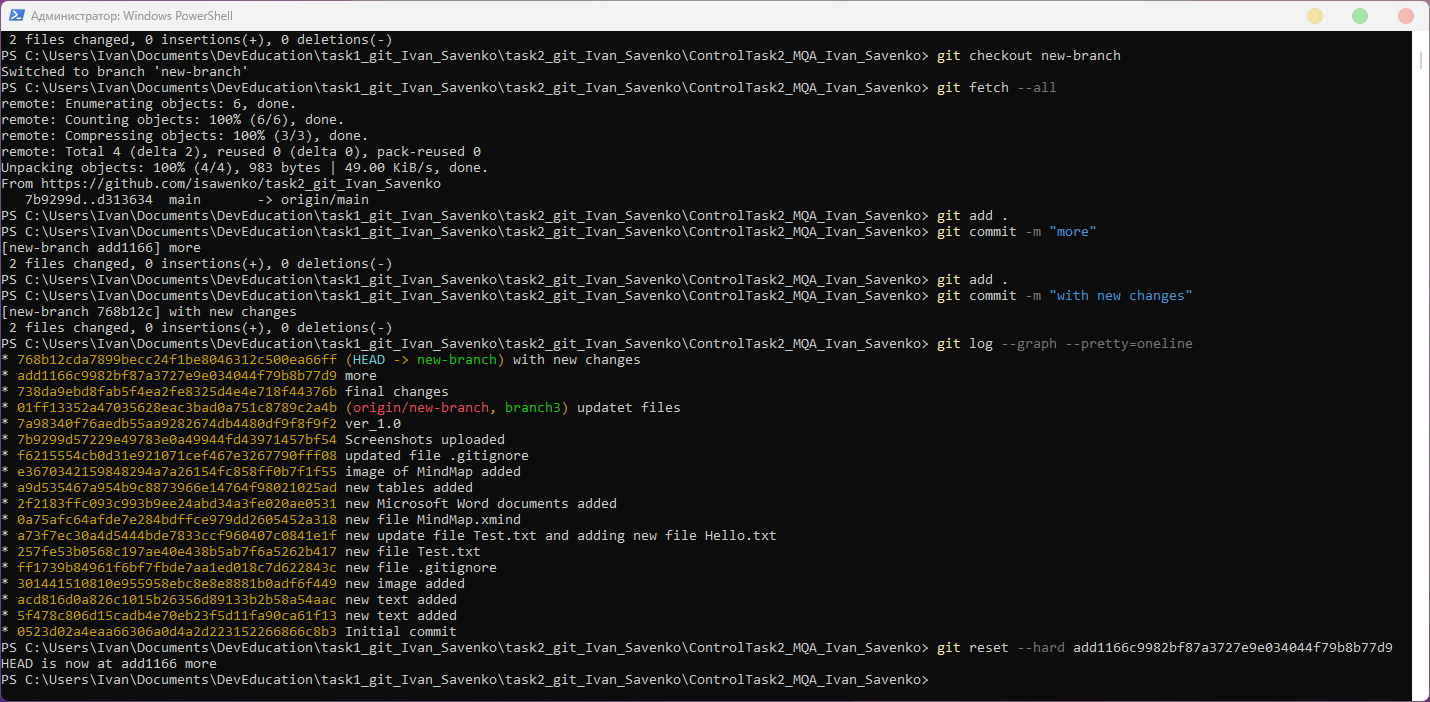 Администратор: Windows PowerShell
2 files changed, 0 insertions(+), 0 deletions(-)
PS C:\Users\Ivan\Documents\DevEducation\task1_git_Ivan_Savenko\task2_git_Ivan_Savenko\ControlTask2_MQA_Ivan_Savenko> git checkout new-branch
Switched to branch 'new-branch'
PS C:\Users\Ivan\Documents\DevEducation\task1_git_Ivan_Savenko\task2_git_Ivan_Savenko\ControlTask2_MQA_Ivan_Savenko> git fetch --all
remote: Enumerating objects: 6, done.
remote: Counting objects: 100% (6/6), done.
remote: Compressing objects: 100% (3/3), done.
remote: Total 4 (delta 2), reused 0 (delta 0), pack-reused 0
Unpacking objects: 100% (4/4), 983 bytes | 49.00 KiB/s, done.
From https://github.com/isawenko/task2_git_Ivan_Savenko
7b9299d..d313634  main       -> origin/main
PS C:\Users\Ivan\Documents\DevEducation\task1_git_Ivan_Savenko\task2_git_Ivan_Savenko\ControlTask2_MQA_Ivan_Savenko> git add .
PS C:\Users\Ivan\Documents\DevEducation\task1_git_Ivan_Savenko\task2_git_Ivan_Savenko\ControlTask2_MQA_Ivan_Savenko> git commit -m "more"
[new-branch add1166] more
2 files changed, 0 insertions(+), 0 deletions(-)
PS C:\Users\Ivan\Documents\DevEducation\task1_git_Ivan_Savenko\task2_git_Ivan_Savenko\ControlTask2_MQA_Ivan_Savenko> git add .
PS C:\Users\Ivan\Documents\DevEducation\task1_git_Ivan_Savenko\task2_git_Ivan_Savenko\ControlTask2_MQA_Ivan_Savenko> git commit -m "with new changes"
[new-branch 768b12c] with new changes
2 files changed, 0 insertions(+), 0 deletions(-)
PS C:\Users\Ivan\Documents\DevEducation\task1_git_Ivan_Savenko\task2_git_Ivan_Savenko\ControlTask2_MQA_Ivan_Savenko> git log --graph --pretty=oneline
* 768b12cda7899becc24f1be8046312c500ea66ff (HEAD -> new-branch) with new changes
* add1166c9982bf87a3727e9e034044f79b8b77d9 more
* 738da9ebd8fab5f4ea2fe8325d4e4e718f44376b final changes
* 01ff13352a47035628eac3bad0a751c8789c2a4b (origin/new-branch, branch3) updatet files
* 7a98340f76aedb55aa9282674db4480df9f8f9f2 ver_1.0
* 7b9299d57229e49783e0a49944fd43971457bf54 Screenshots uploaded
* f6215554cb0d31e921071cef467e3267790fff08 updated file .gitignore
* e3670342159848294a7a26154fc858ff0b7f1f55 image of MindMap added
* a9d535467a954b9c8873966e14764f98021025ad new tables added
* 2f2183ffc093c993b9ee24abd34a3fe020ae0531 new Microsoft Word documents added
* 0a75afc64afde7e284bdffce979dd2605452a318 new file MindMap.xmind
* a73f7ec30a4d5444bde7833ccf960407c0841e1f new update file Test.txt and adding new file Hello.txt
* 257fe53b0568c197ae40e438b5ab7f6a5262b417 new file Test.txt
* ff1739b84961f6bf7fbde7aa1ed018c7d622843c new file .gitignore
* 301441510810e955958ebc8e8e8881b0adf6f449 new image added
* acd816d0a826c1015b26356d89133b2b58a54aac new text added
* 5f478c806d15cadb4e70eb23f5d11fa90ca61f13 new text added
* 0523d02a4eaa66306a0d4a2d223152266866c8b3 Initial commit
PS C:\Users\Ivan\Documents\DevEducation\task1_git_Ivan_Savenko\task2_git_Ivan_Savenko\ControlTask2_MQA_Ivan_Savenko> git reset --hard add1166c9982bf87a3727e9e034044f79b8b77d9
HEAD is now at add1166 more
PS C:\Users\Ivan\Documents\DevEducation\task1_git_Ivan_Savenko\task2_git_Ivan_Savenko\ControlTask2_MQA_Ivan_Savenko>